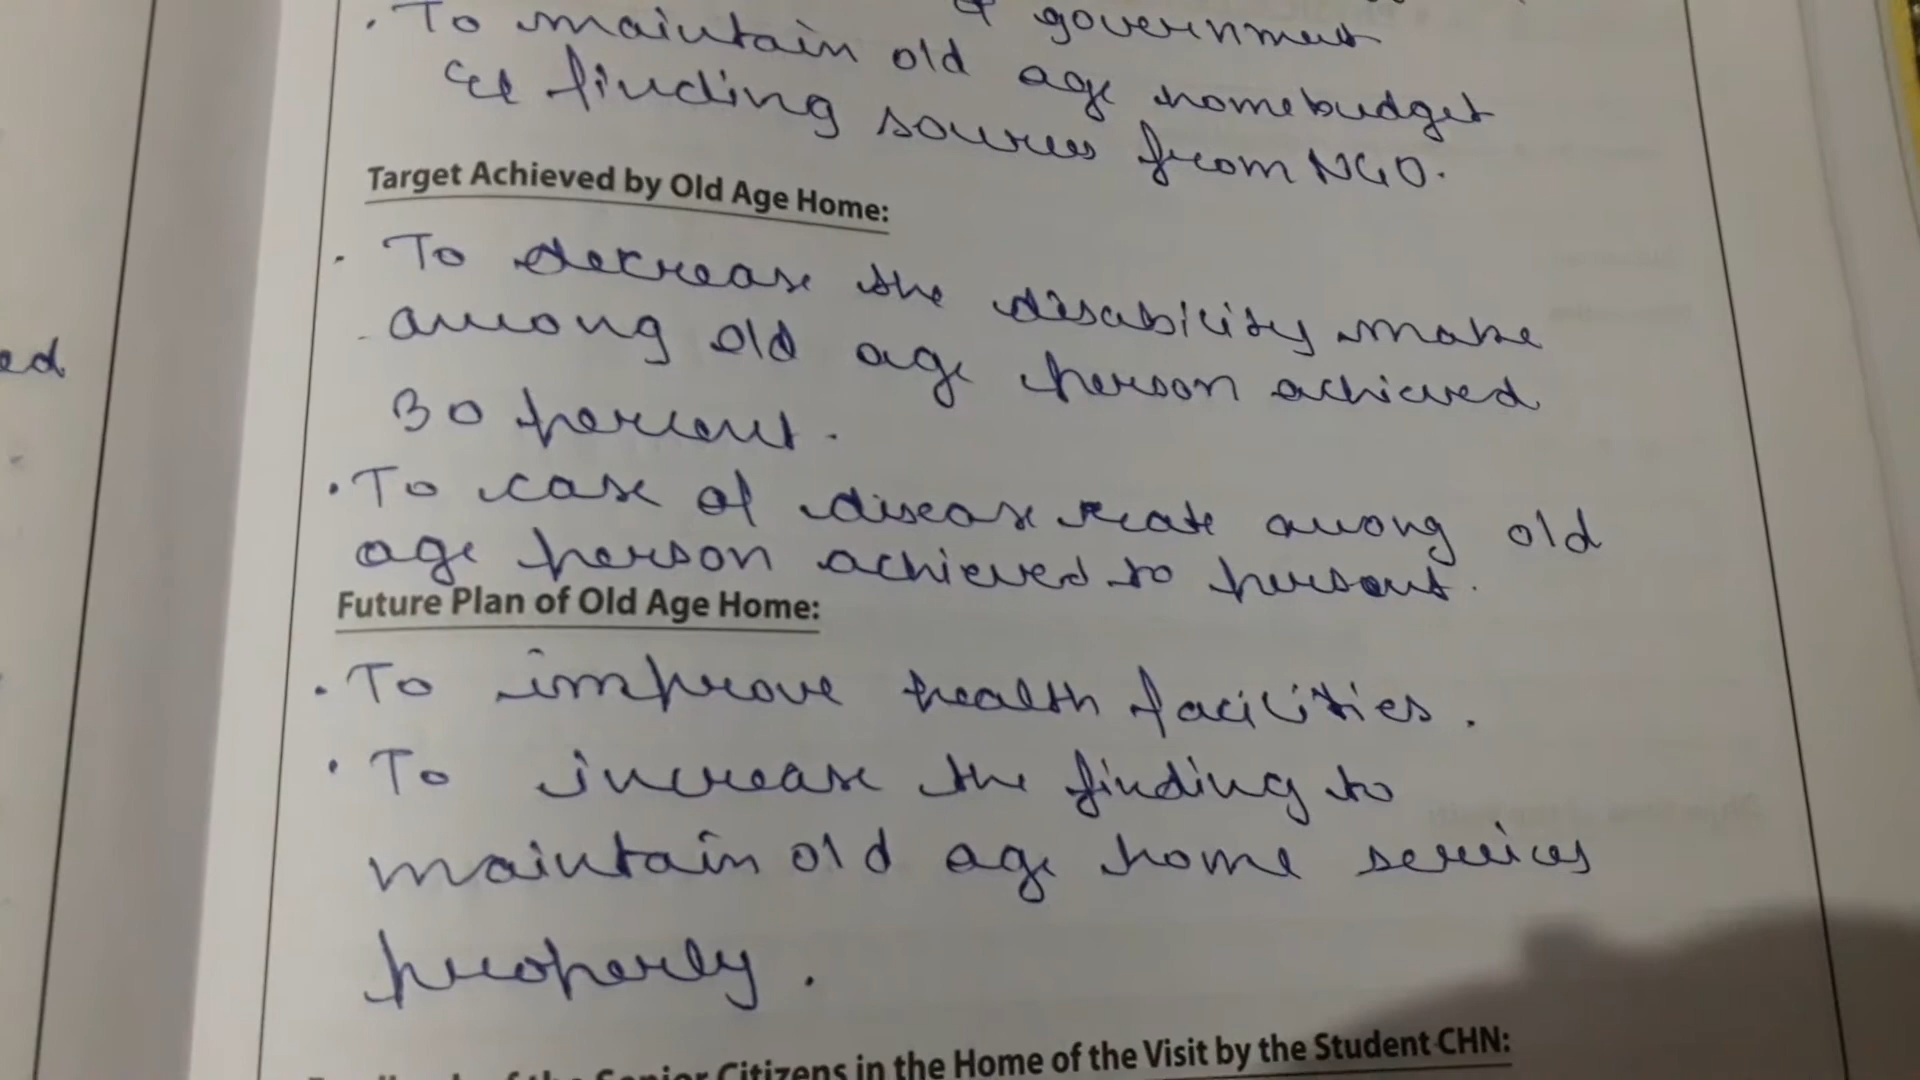 & government
. To maintain old age home budget
& finding sources from NGO.
Target Achieved by Old Age Home:
. To decrease the disability make
among old age person achieved
30 percent.
. To case of disease rate among old
age person achieved to
Future Plan of Old Age Home:
. To improve health facilities.
. To increase the finding to
maintain old age home services
properly.
of the Senior Citizens in the Home of the Visit by the Student CHN:
ed